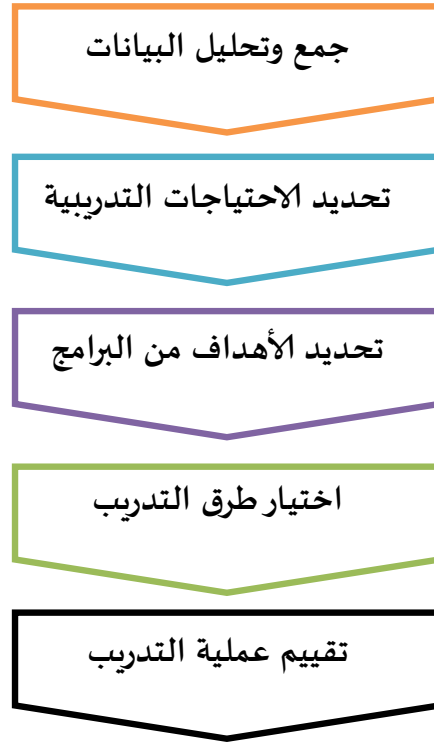 جمع وتحليل البيانات
تحديد الاحتياجات التدريبية
تحديد الأهداف من البرامج
اختيار طرق التدريب
تقييم عملية التدريب